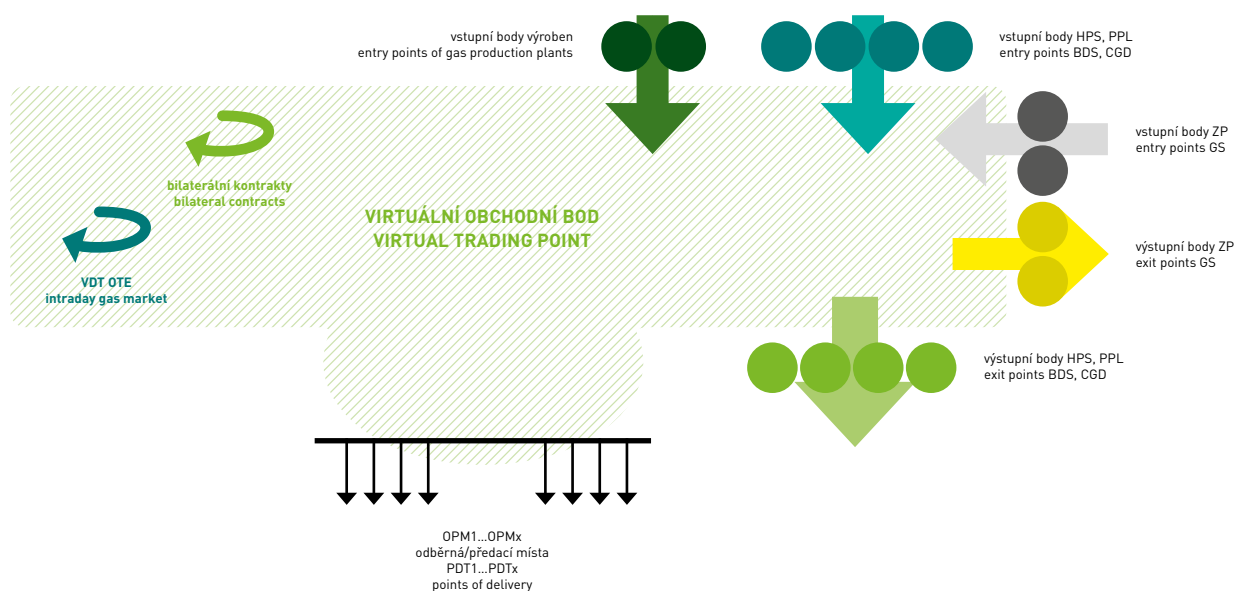 vstupní body výroben
entry points of gas production plants
vstupní body HPS, PPL
entry points BDS, CGD
vstupní body ZP
entry points GS
bilaterální kontrakty
bilateral contracts
VIRTUÁLNÍ OBCHODNÍ BOD
VIRTUAL TRADING POINT
výstupní body ZP
exit points GS
VDT OTE
intraday gas market
výstupní body HPS, PPL
exit points BDS, CGD
OPM1...OPMx
odběrná/předací místa
PDT1...PDTx
points of delivery